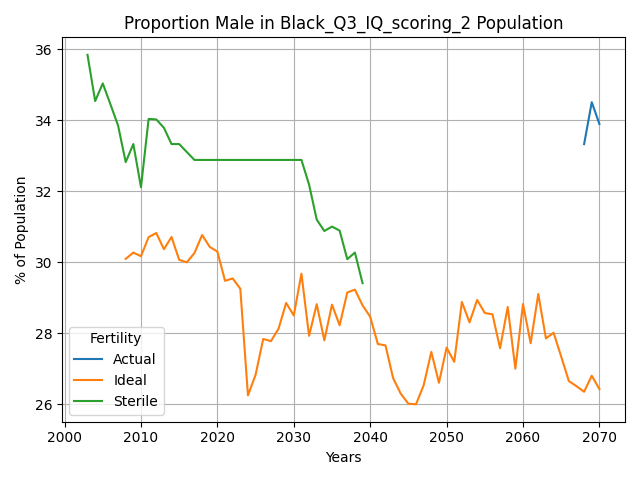 Proportion Male in Black_Q3_IQ_scoring_2 Population
% of Population
36
34
32
30
28
26
Fertility
Actual
Ideal
Sterile
2000 2010 2020 2030 2040 2050 2060 2070
Years